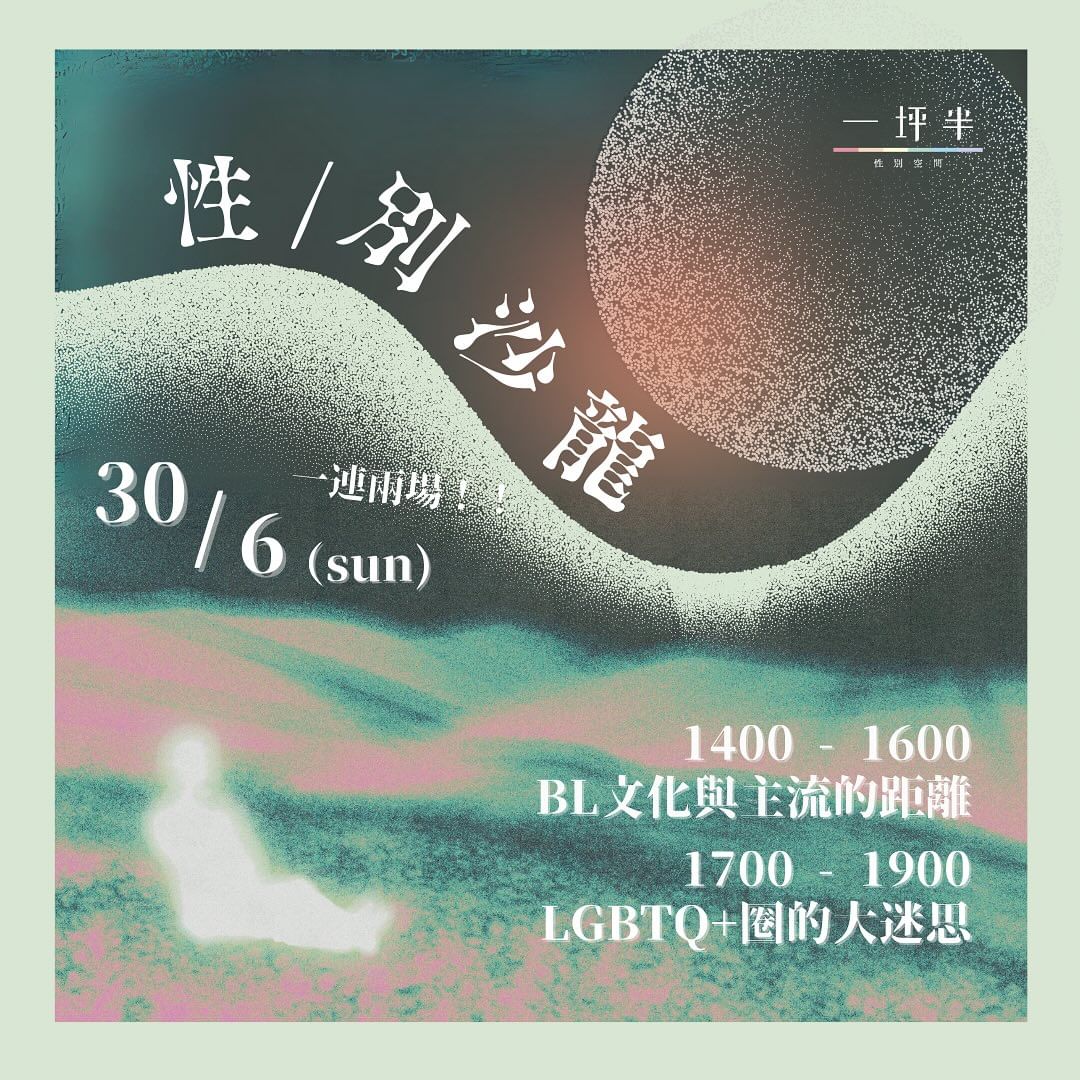 一坪半
性別空間
性/別沙龍
一連兩場！！
30/6 (sun)
1400 - 1600
BL文化與主流的距離
1700 - 1900
LGBTQ+圈的大迷思